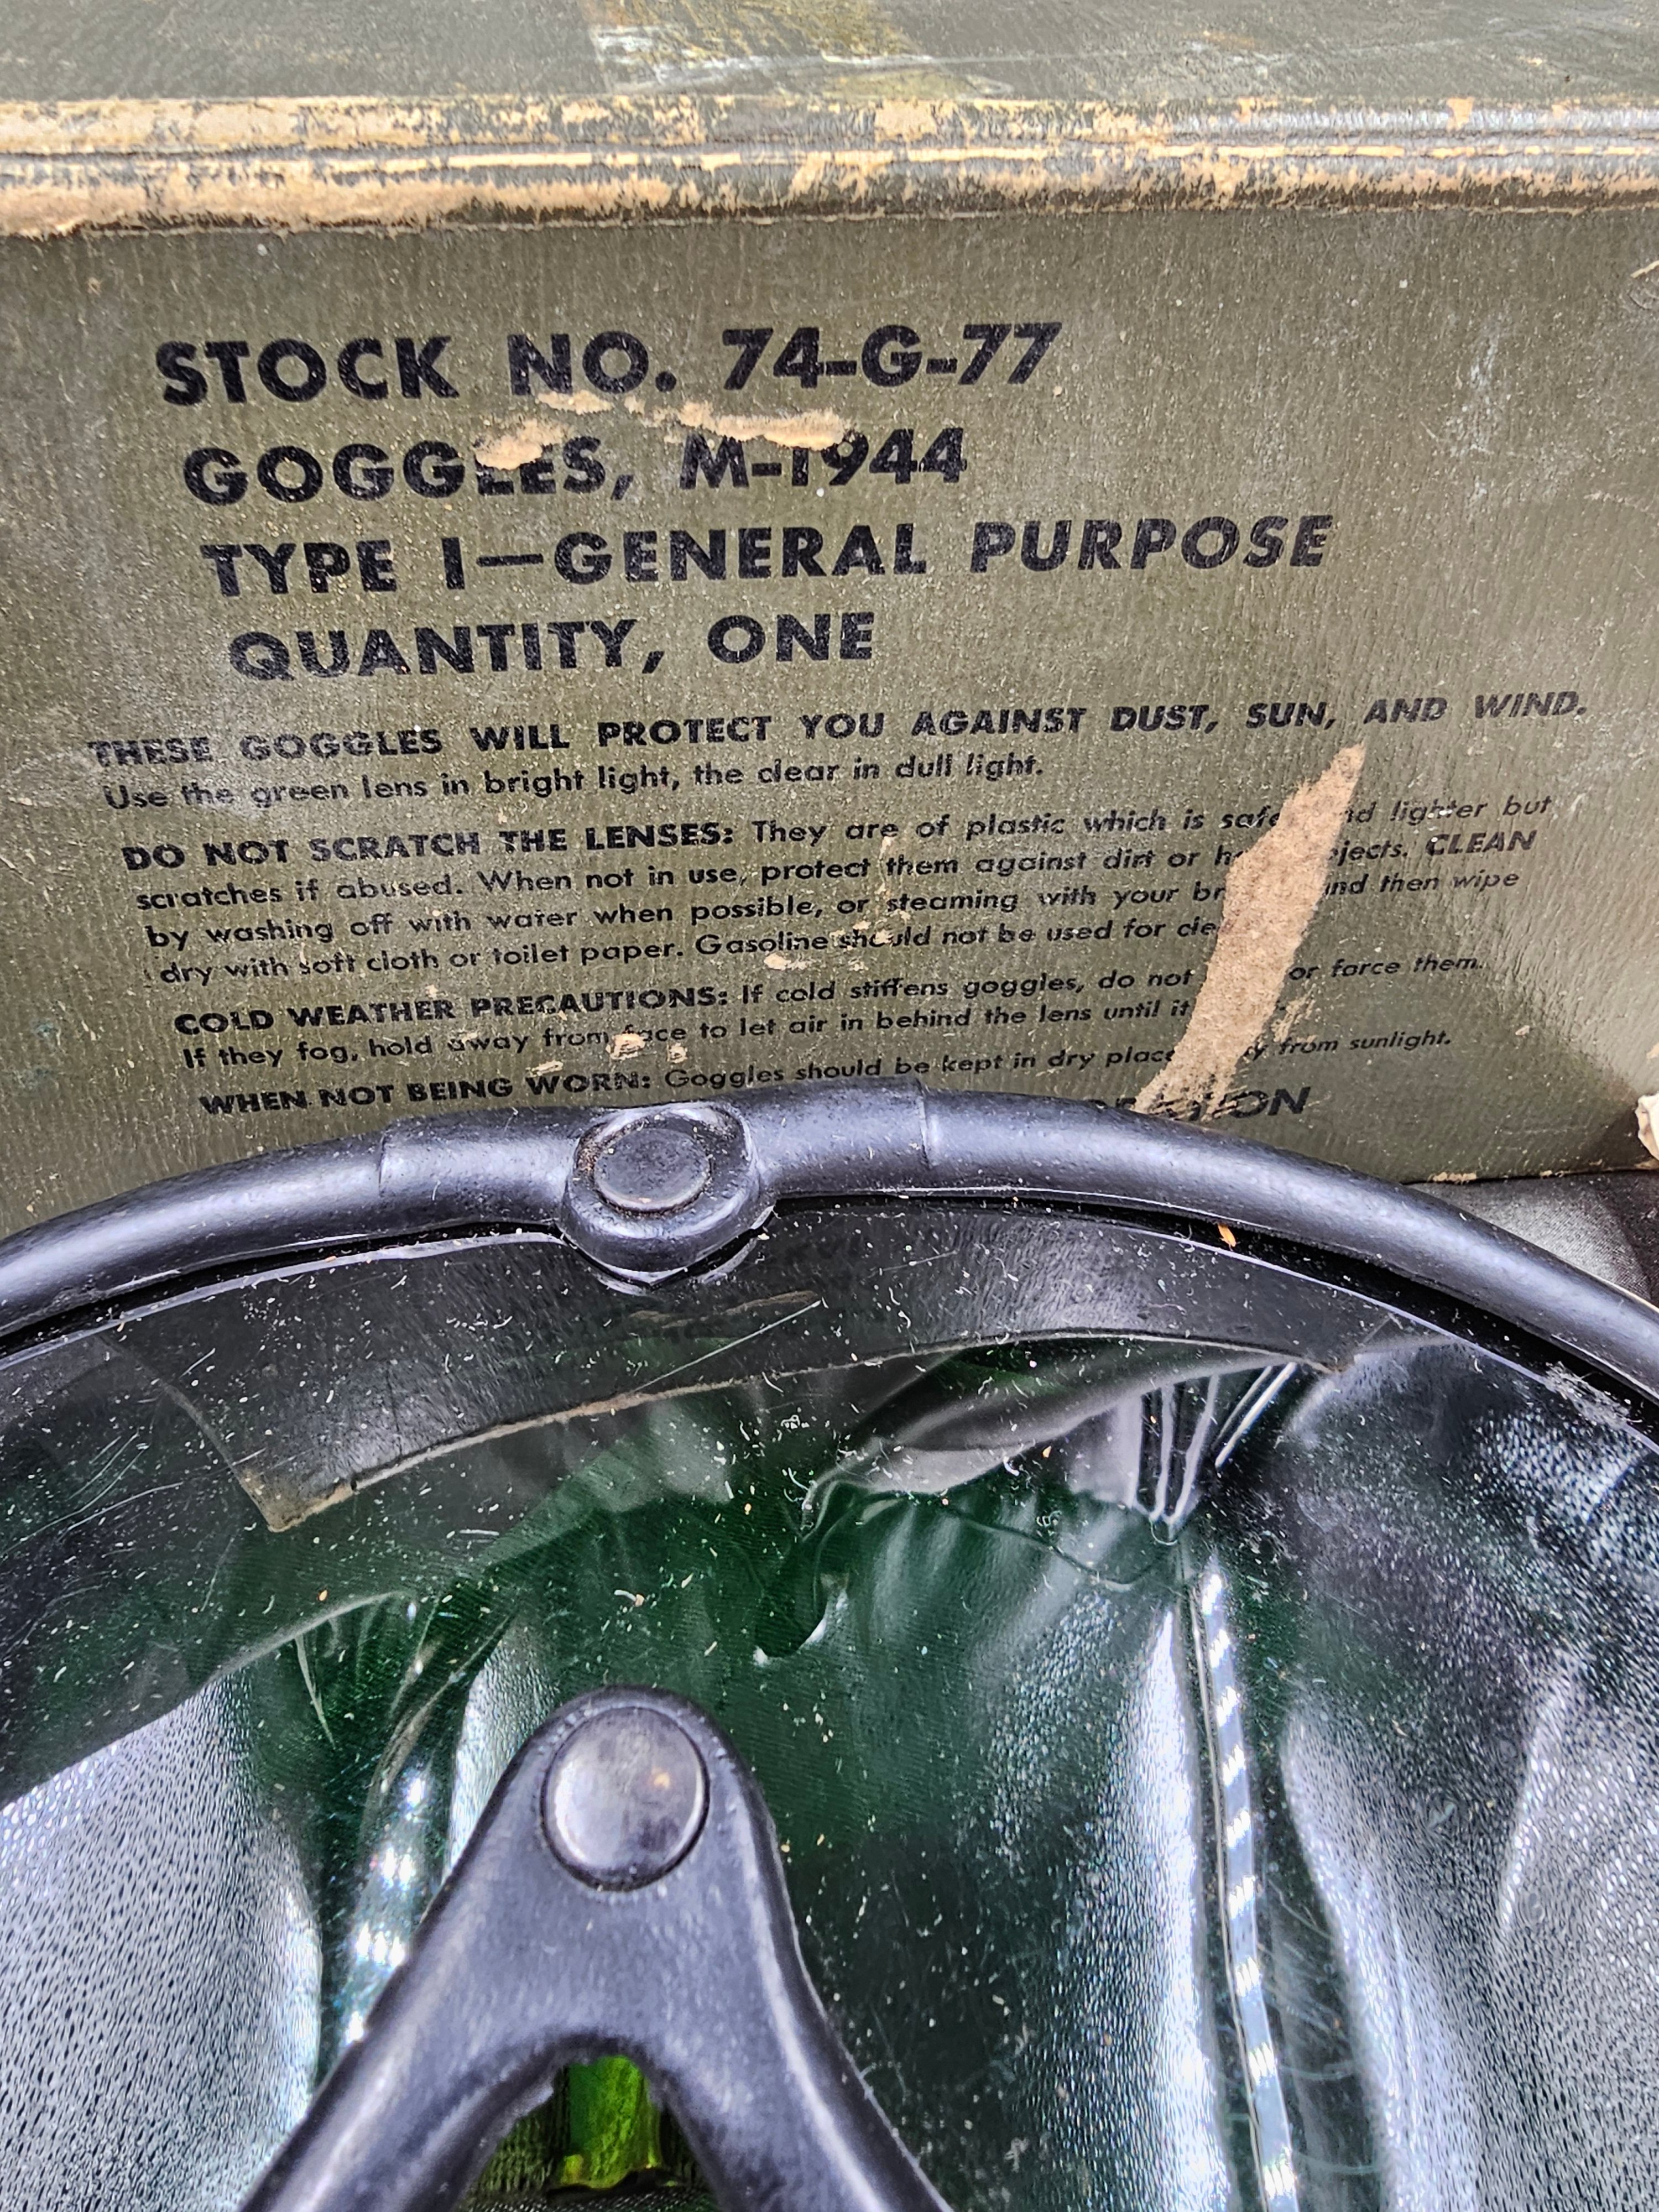 STOCK NO. 74-G-77
GOGGLES, M-1944
TYPE I—GENERAL PURPOSE
QUANTITY, ONE
THESE GOGGLES WILL PROTECT YOU AGAINST DUST, SUN, AND WIND.
Use the green lens in bright light, the clear in dull light.
DO NOT SCRATCH THE LENSES: They are of plastic which is lighter but
scratches if abused. When not in use, protect them against dirt or CLEAN
by washing off with water when possible, or steaming with your then wipe
dry with soft cloth or toilet paper. Gasoline should not be used for
COLD WEATHER PRECAUTIONS: If cold stiffens goggles, do not or force them.
If they fog, hold away from face to let air in behind the lens until it
WHEN NOT BEING WORN: Goggles should be kept in dry place from sunlight.